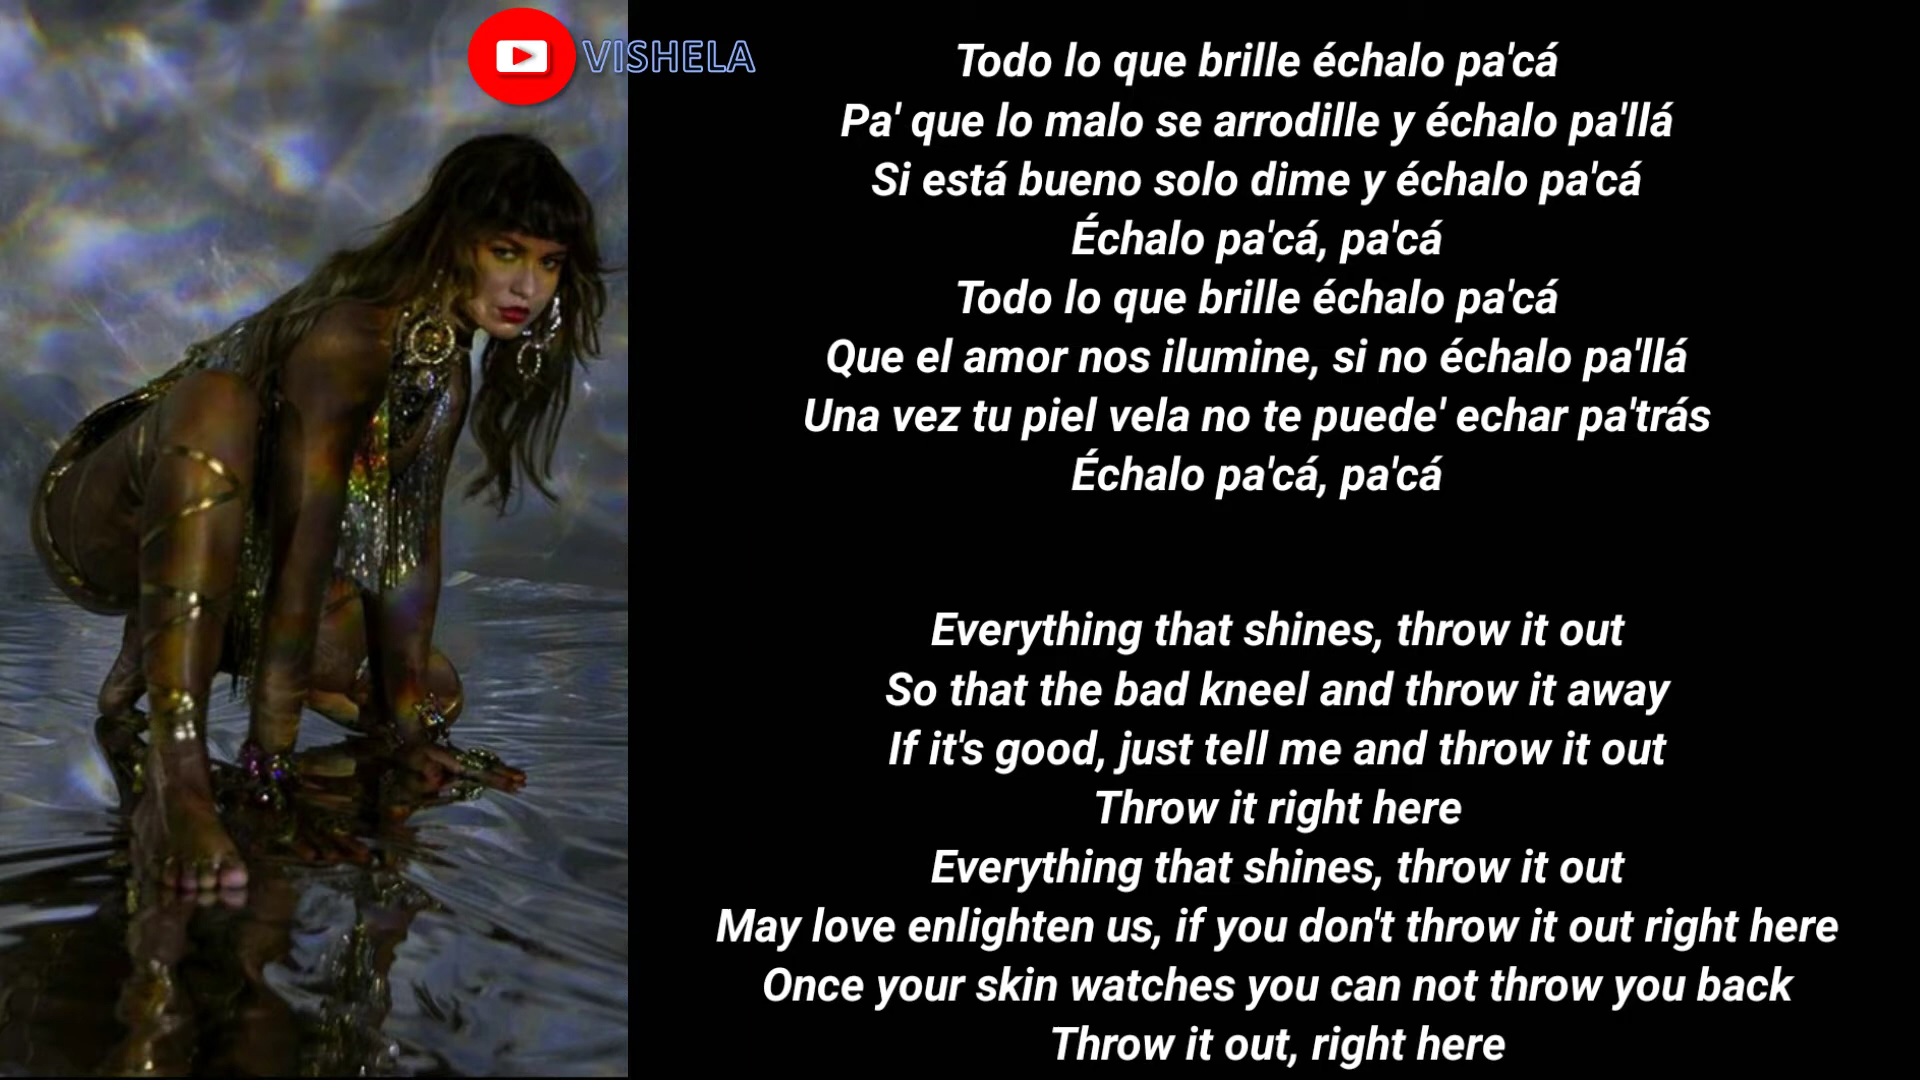 VISHELA
Todo lo que brille échalo pa'cá
Pa' que lo malo se arrodille y échalo pa'llá
Si está bueno solo dime y échalo pa'cá
Échalo pa'cá, pa'cá
Todo lo que brille échalo pa'cá
Que el amor nos ilumine, si no échalo pa'llá
Una vez tu piel vela no te puede' echar pa'trás
Échalo pa'cá, pa'cá
Everything that shines, throw it out
So that the bad kneel and throw it away
If it's good, just tell me and throw it out
Throw it right here
Everything that shines, throw it out
May love enlighten us, if you don't throw it out right here
Once your skin watches you can not throw you back
Throw it out, right here